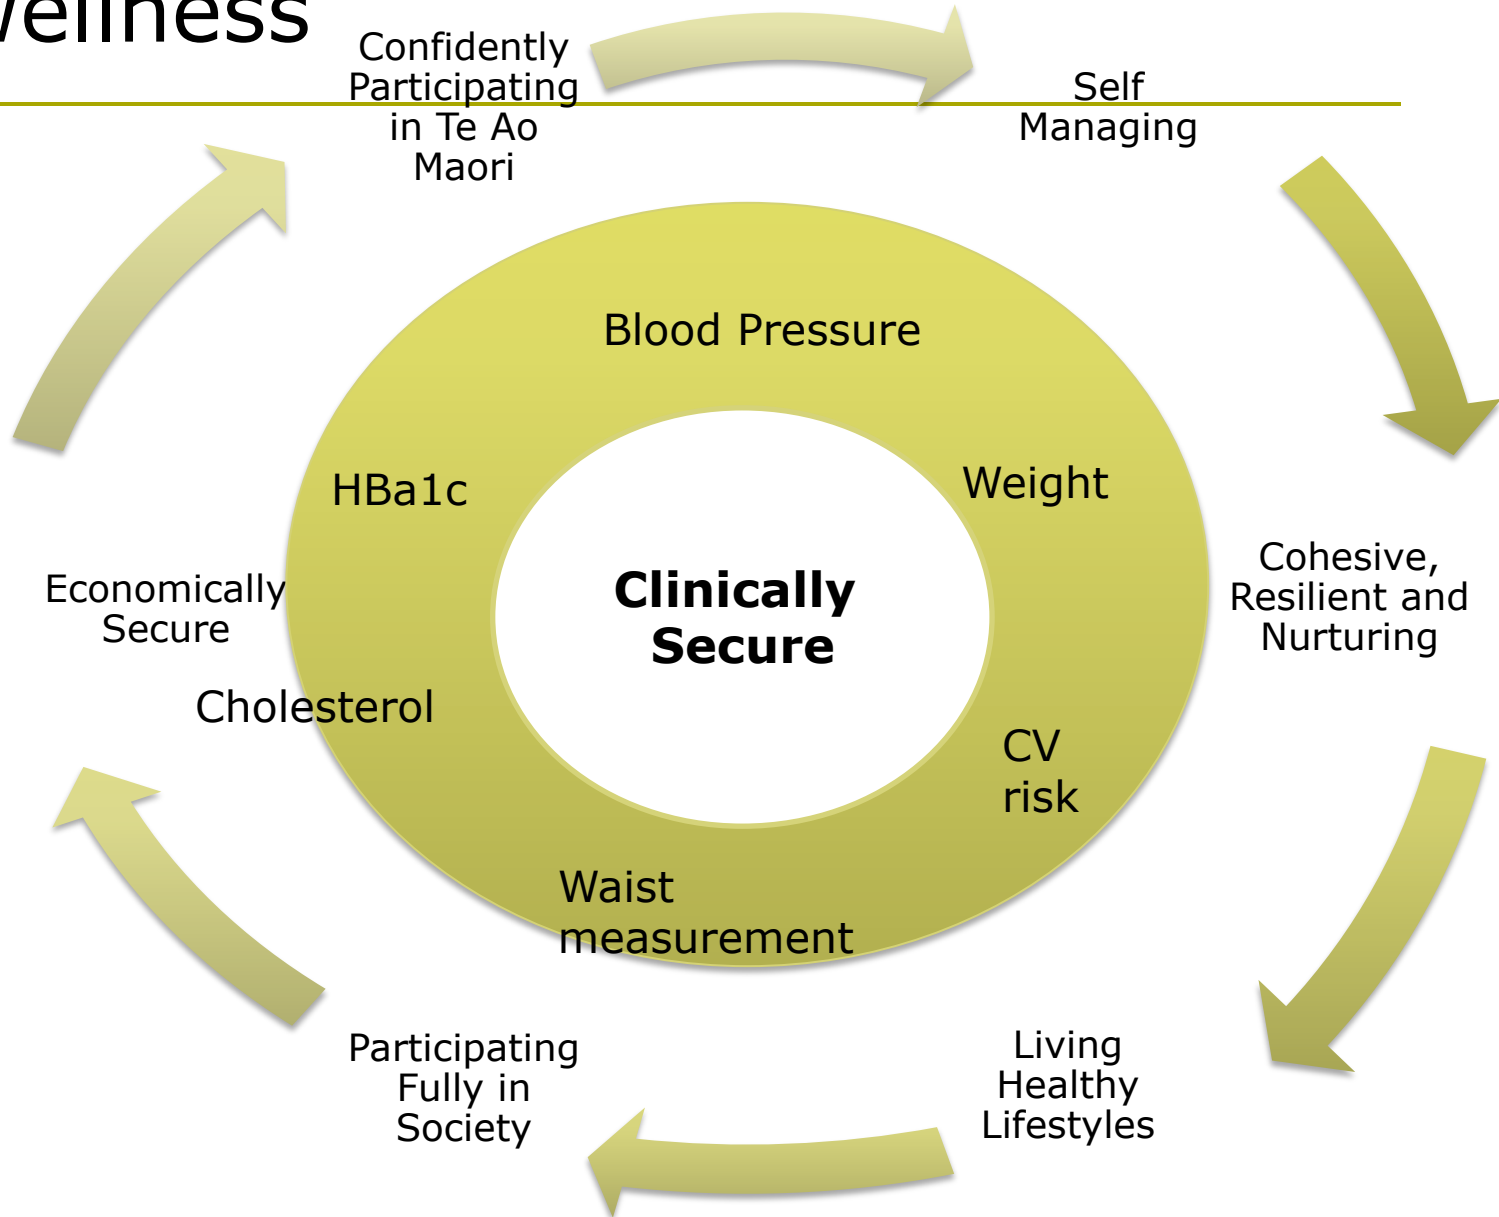 Wellness
Confidently
Participating
in Te Ao
Maori
Self
Managing
Blood Pressure
HBa1c
Weight
Clinically
Secure
Economically
Secure
Cohesive,
Resilient and
Nurturing
Cholesterol
CV
risk
Waist
measurement
Participating
Fully in
Society
Living
Healthy
Lifestyles